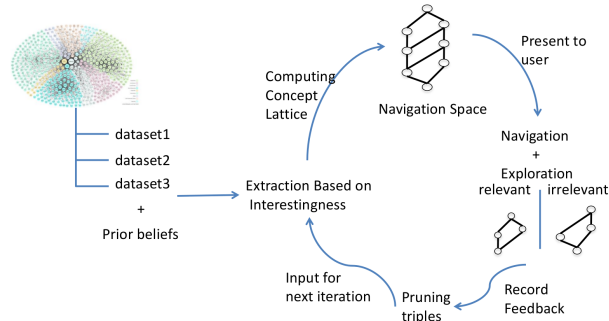 dataset1
dataset2
dataset3
+
Prior beliefs
Extraction Based on
Interestingness
Computing
Concept
Lattice
Navigation Space
Present to
user
Navigation
+
Exploration
relevant
irrelevant
Record
Feedback
Pruning
triples
Input for
next iteration